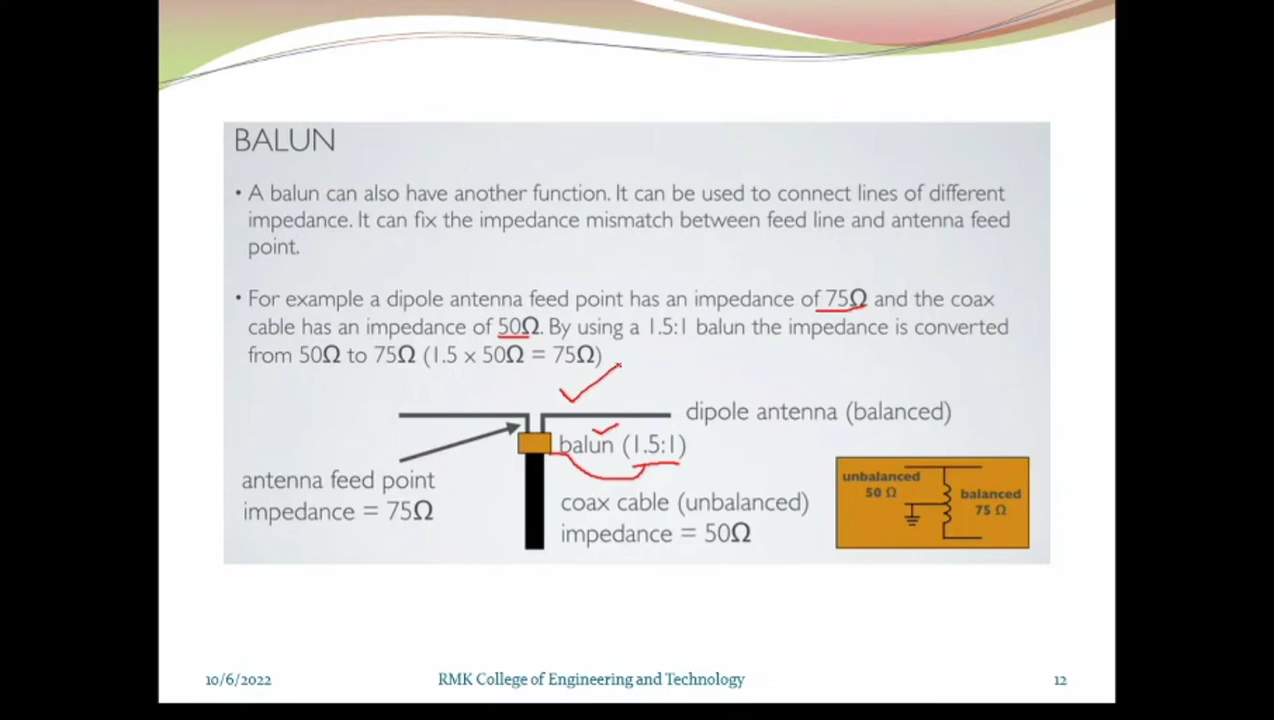 BALUN
• A balun can also have another function. It can be used to connect lines of different
impedance. It can fix the impedance mismatch between feed line and antenna feed
point.
• For example a dipole antenna feed point has an impedance of 75Ω and the coax
cable has an impedance of 50Ω. By using a 1.5:1 balun the impedance is converted
from 50Ω to 75Ω (1.5 x 50Ω = 75Ω)
dipole antenna (balanced)
balun (1.5:1)
antenna feed point
impedance = 75Ω
coax cable (unbalanced)
impedance = 50Ω
unbalanced
50 Ω
balanced
75 Ω
10/6/2022
RMK College of Engineering and Technology
12